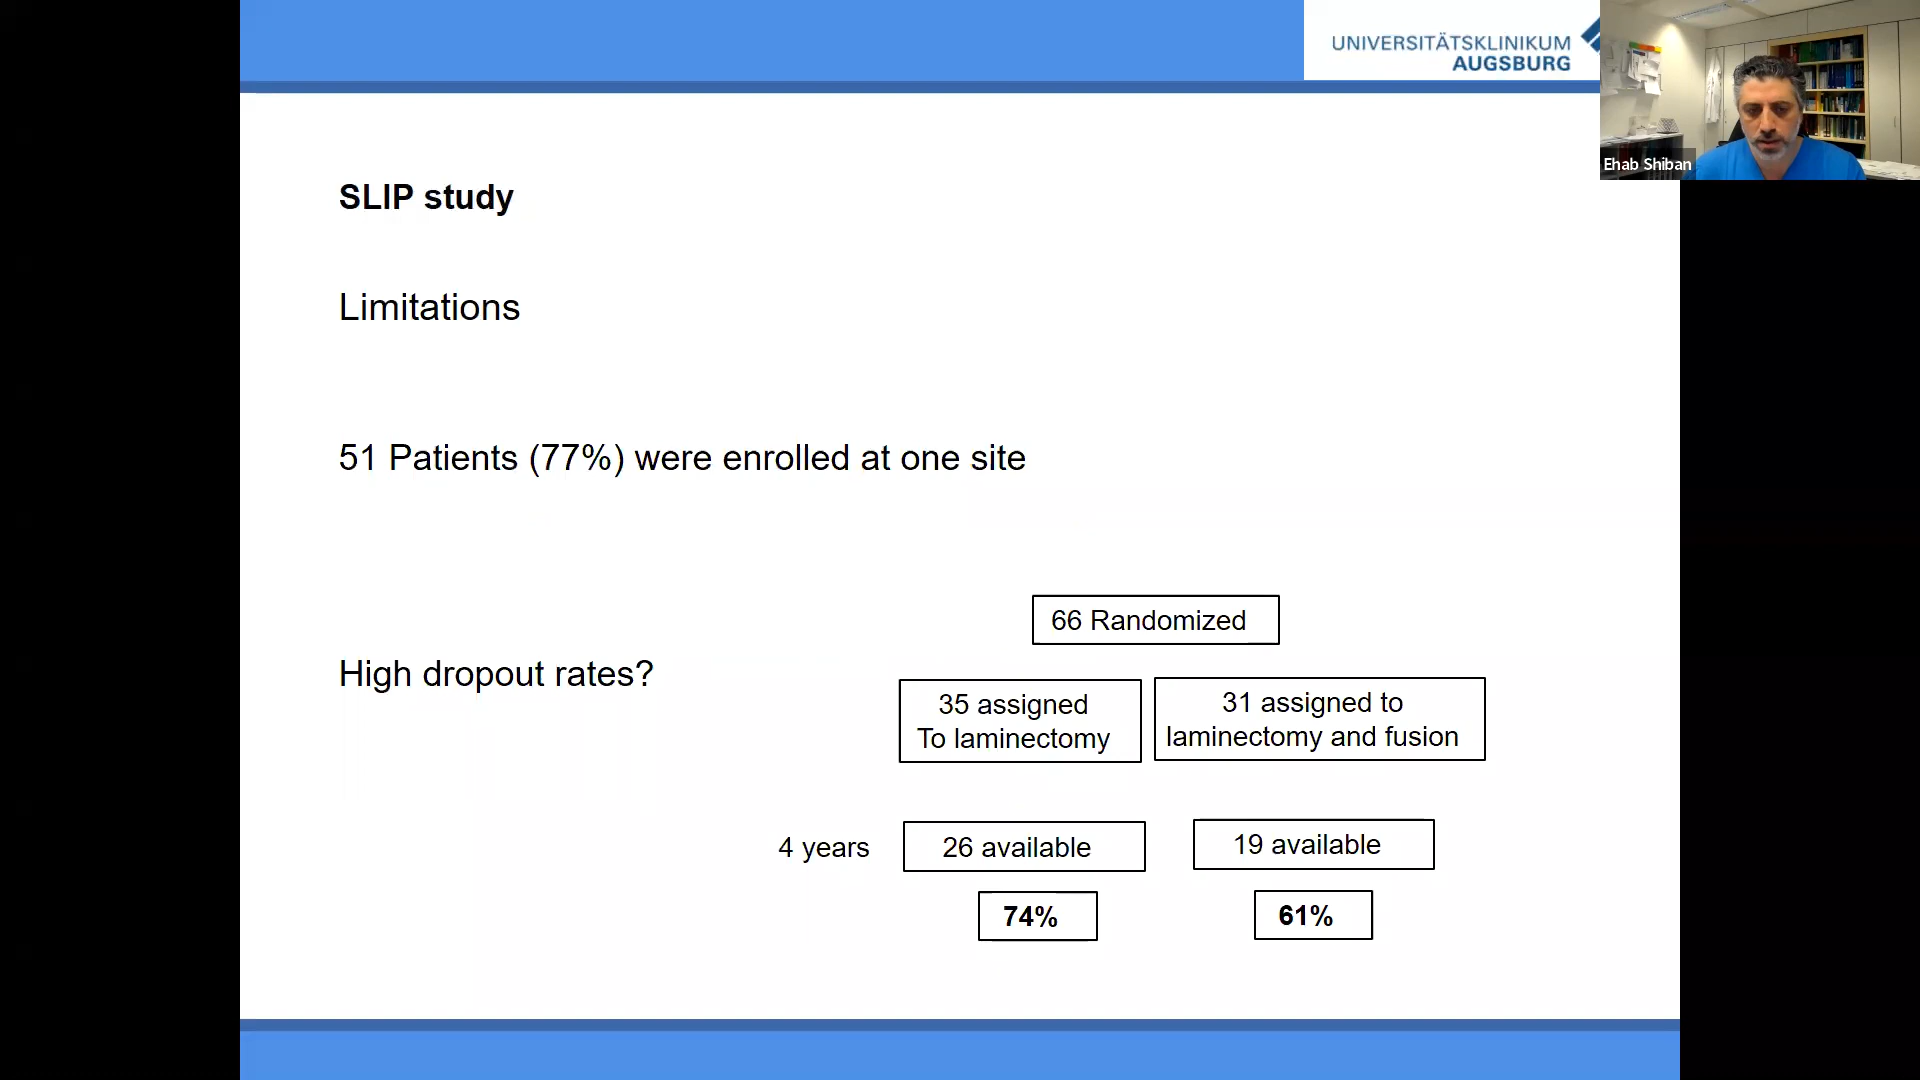 UNIVERSITÄTSKLINIKUM
AUGSBURG
Ehab Shiban
SLIP study
Limitations
51 Patients (77%) were enrolled at one site
High dropout rates?
66 Randomized
35 assigned
To laminectomy
31 assigned to
laminectomy and fusion
4 years
26 available
19 available
74%
61%